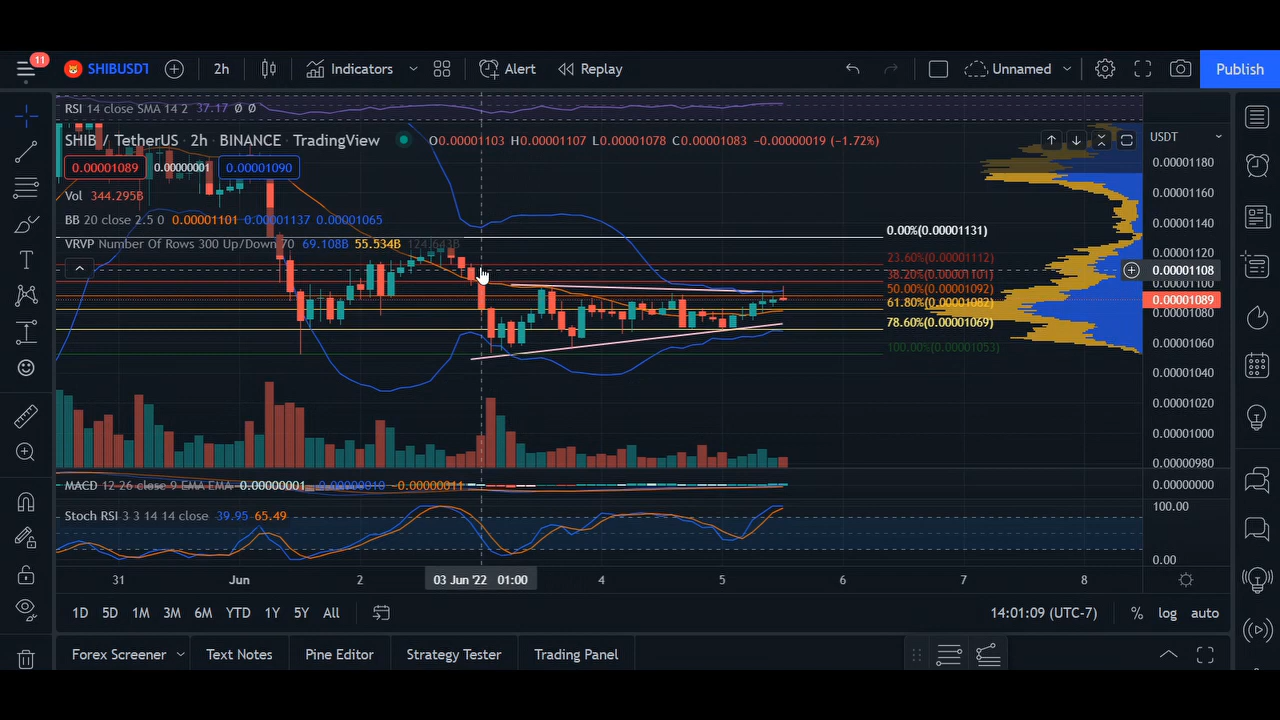 11
SHIBUSDT
2h
Indicators
Alert
Replay
Unnamed
Publish
RSI 14 close SMA 14 2 37.17 Ø Ø
SHIB / TetherUS · 2h · BINANCE · TradingView
O0.00001103 H0.00001107 L0.00001078 C0.00001083 −0.00000019 (−1.72%)
USDT
0.00001089 0.00000001 0.00001090
Vol 344.295B
BB 20 close 2.5 0 0.00001101 0.00001137 0.00001065
VRVP Number Of Rows 300 Up/Down 70 69.108B 55.534B 124.643B
0.00%(0.00001131)
23.60%(0.00001112)
38.20%(0.00001101)
50.00%(0.00001092)
61.80%(0.00001082)
78.60%(0.00001069)
100.00%(0.00001053)
0.00001180
0.00001160
0.00001140
0.00001120
0.00001108
0.00001100
0.00001089
0.00001080
0.00001060
0.00001040
0.00001020
0.00001000
0.00000980
MACD 12 26 close 9 EMA EMA 0.00000001 −0.00000010 −0.00000011
0.00000000
Stoch RSI 3 3 14 14 close 39.95 65.49
100.00
0.00
31 Jun 2 03 Jun '22 01:00 4 5 6 7 8
1D 5D 1M 3M 6M YTD 1Y 5Y All
14:01:09 (UTC-7) % log auto
Forex Screener Text Notes Pine Editor Strategy Tester Trading Panel